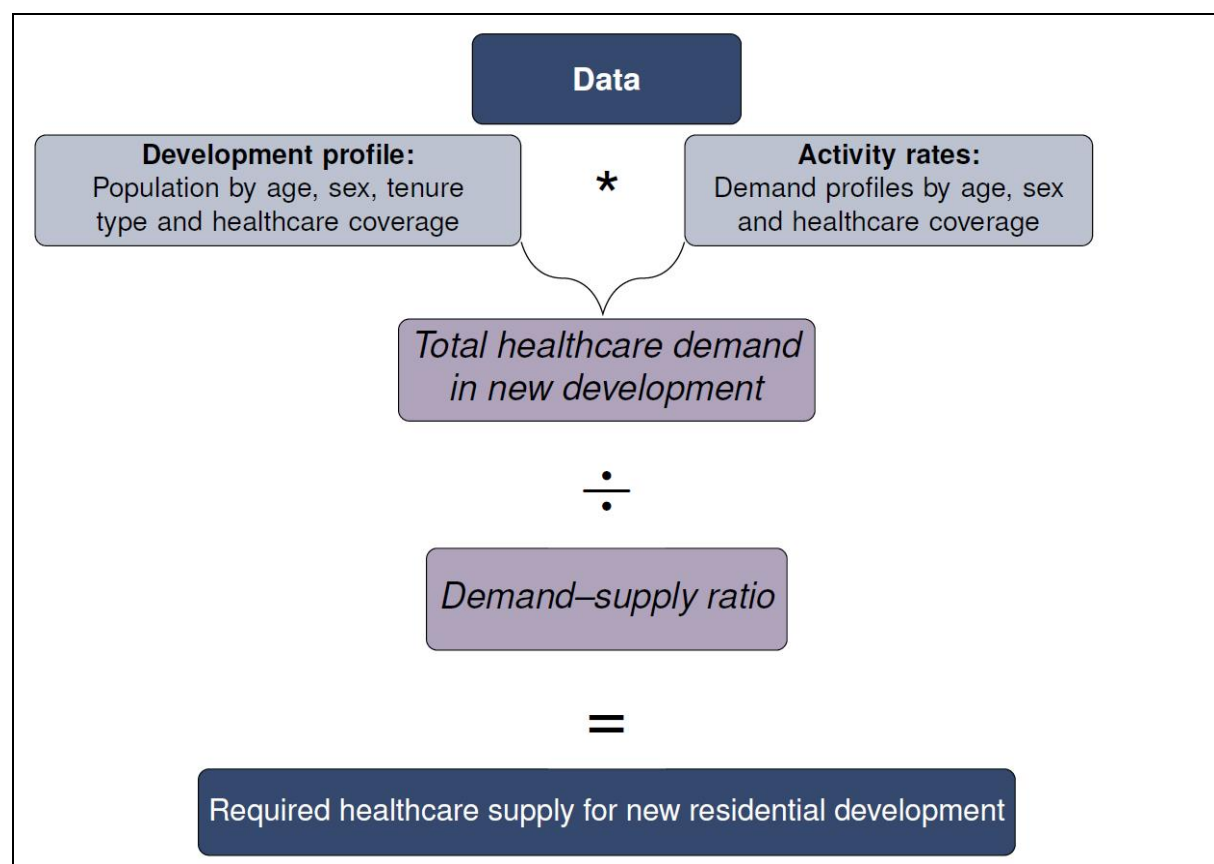 Data
Development profile:
Population by age, sex, tenure
type and healthcare coverage
*
Activity rates:
Demand profiles by age, sex
and healthcare coverage
Total healthcare demand
in new development
÷
Demand–supply ratio
=
Required healthcare supply for new residential development